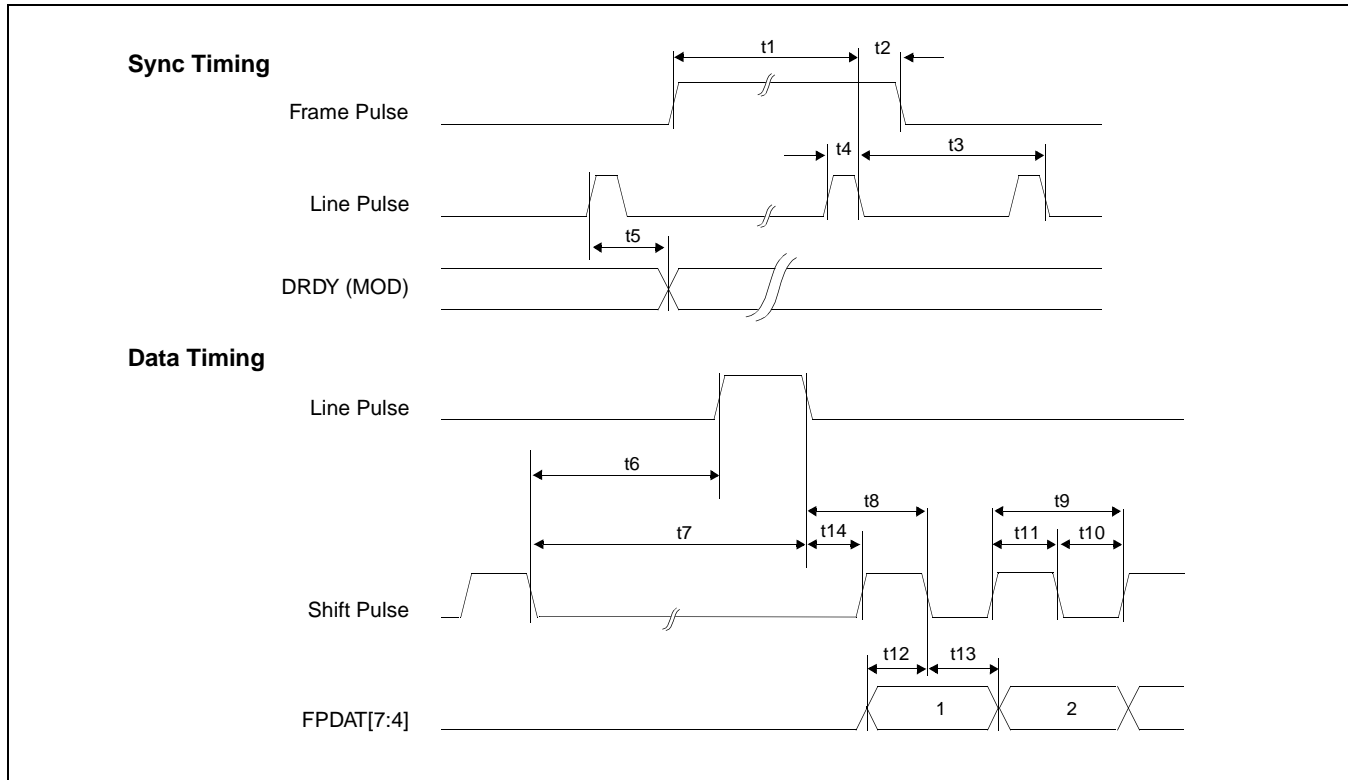 Sync Timing
t1
t2
Frame Pulse
t4
t3
Line Pulse
t5
DRDY (MOD)
Data Timing
Line Pulse
t6
t8
t9
t7
t14
t11
t10
Shift Pulse
t12
t13
FPDAT[7:4]
1
2